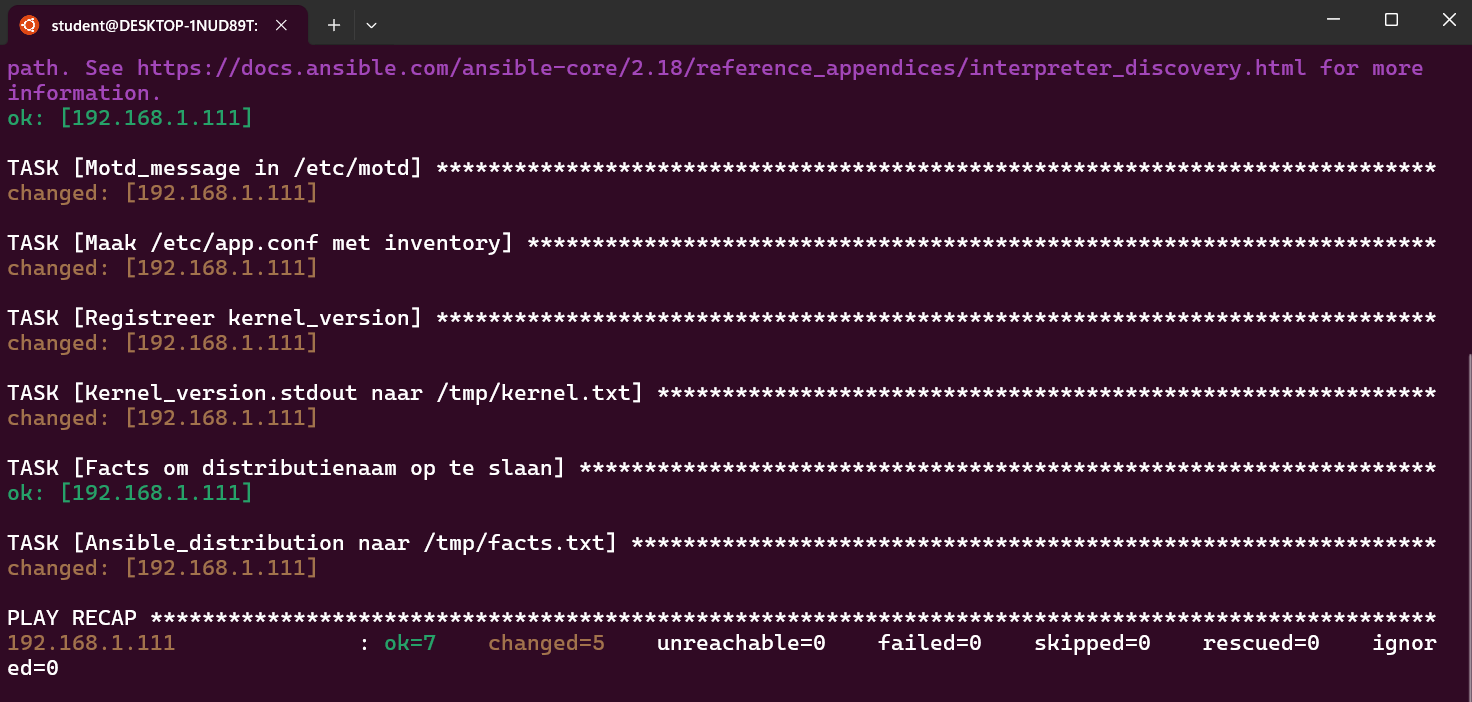 student@DESKTOP-1NUD89T:
path. See https://docs.ansible.com/ansible-core/2.18/reference_appendices/interpreter_discovery.html for more
information.
ok: [192.168.1.111]
TASK [Motd_message in /etc/motd] *****************************************************************************
changed: [192.168.1.111]
TASK [Maak /etc/app.conf met inventory] **********************************************************************
changed: [192.168.1.111]
TASK [Registreer kernel_version] *****************************************************************************
changed: [192.168.1.111]
TASK [Kernel_version.stdout naar /tmp/kernel.txt] ************************************************************
changed: [192.168.1.111]
TASK [Facts om distributienaam op te slaan] ******************************************************************
ok: [192.168.1.111]
TASK [Ansible_distribution naar /tmp/facts.txt] **************************************************************
changed: [192.168.1.111]
PLAY RECAP ***************************************************************************************************
192.168.1.111              : ok=7    changed=5    unreachable=0    failed=0    skipped=0    rescued=0    ignor
ed=0